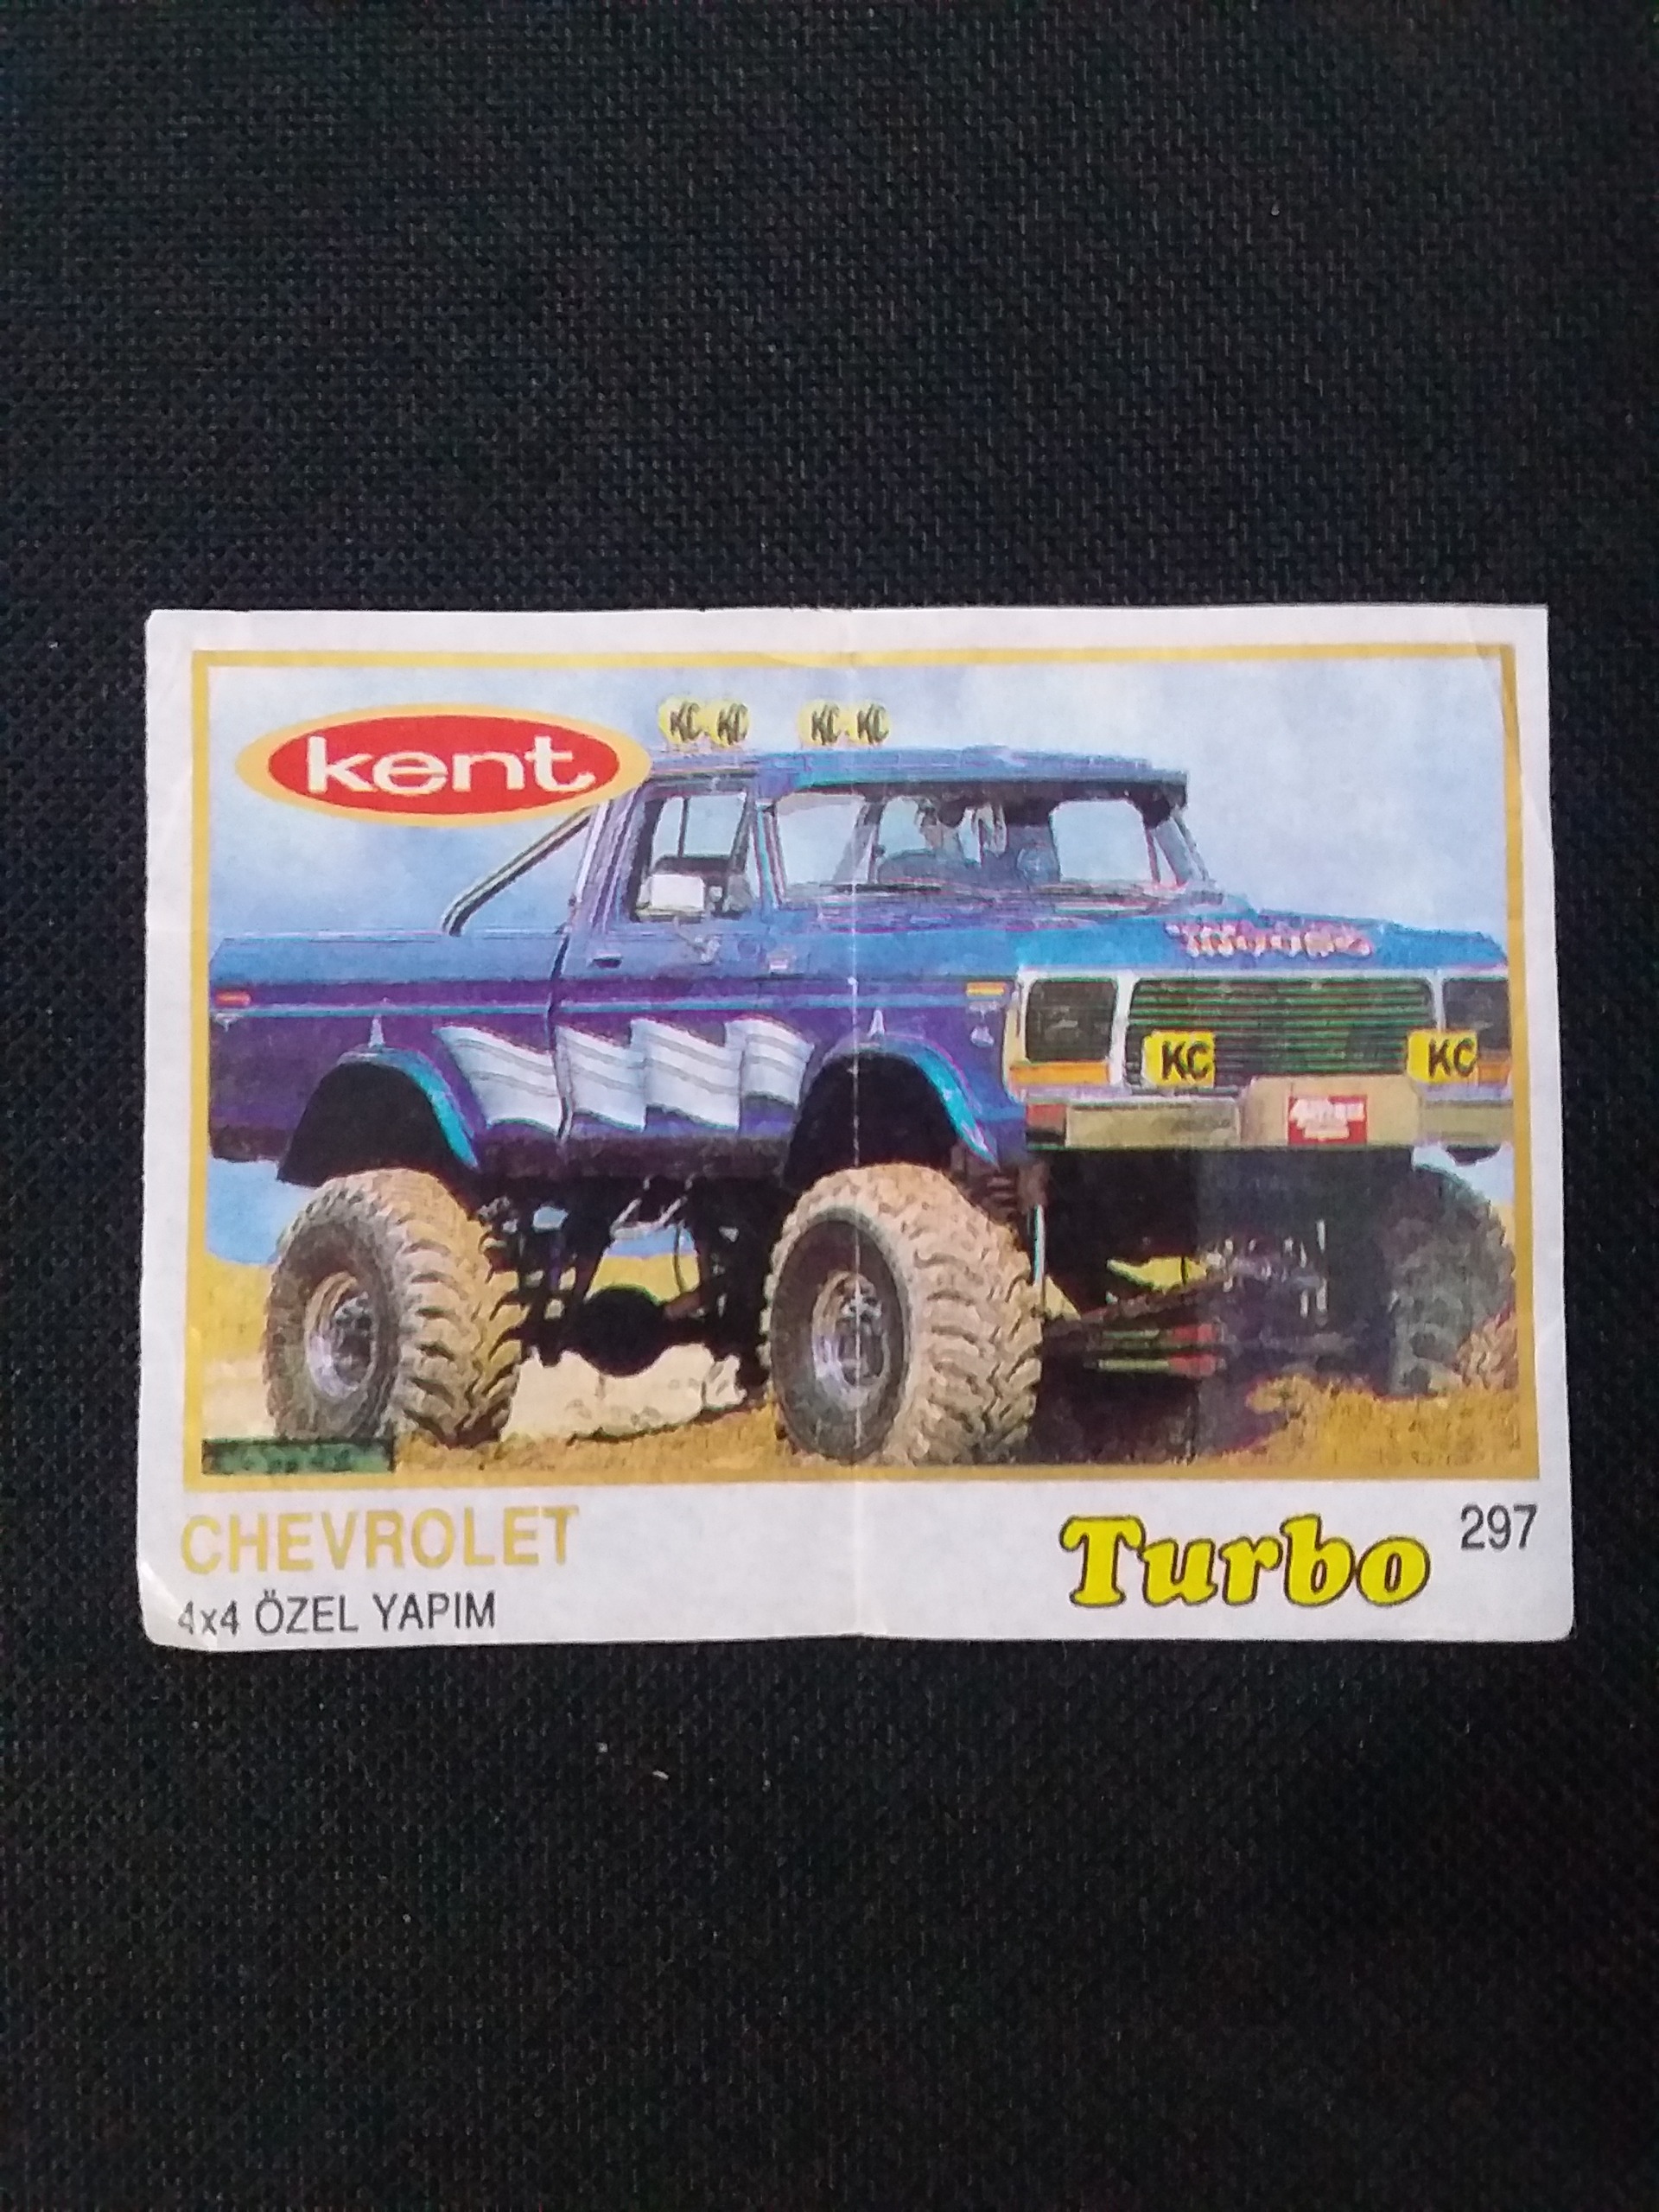 KC KC KC KC
kent
KC KC
CHEVROLET
Turbo 297
4x4 ÖZEL YAPIM